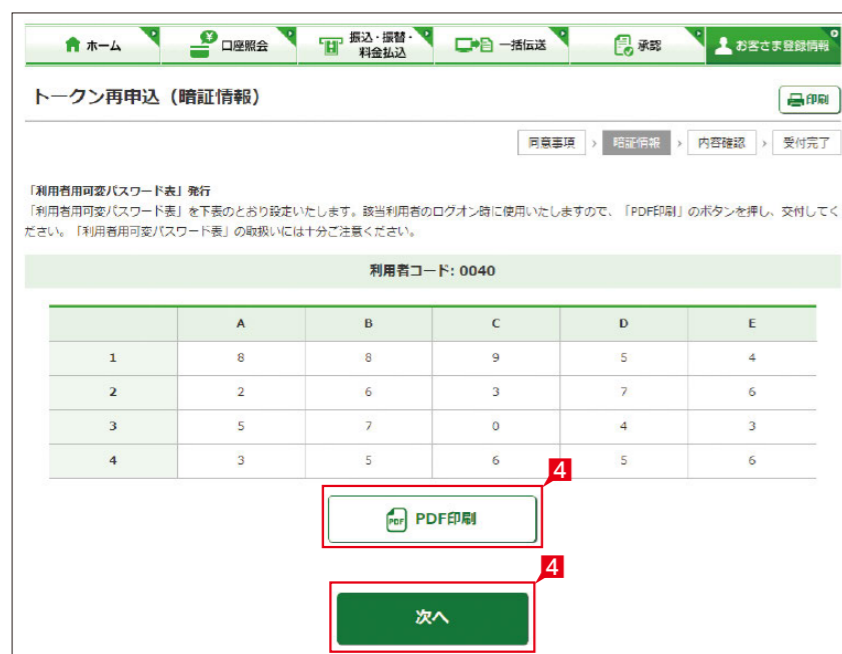 ホーム
口座照会
振込・振替・
料金払込
一括伝送
承認
お客さま登録情報
トークン再申込（暗証情報）
印刷
同意事項 > 暗証情報 > 内容確認 > 受付完了
「利用者用可変パスワード表」発行
「利用者用可変パスワード表」を下表のとおり設定いたします。該当利用者のログオン時に使用いたしますので、「PDF印刷」のボタンを押し、交付してく
ださい。「利用者用可変パスワード表」の取扱いには十分ご注意ください。
利用者コード: 0040
A B C D E
1 8 8 9 5 4
2 2 6 3 7 6
3 5 7 0 4 3
4 3 5 6 5 6
4
PDF PDF印刷
4
次へ